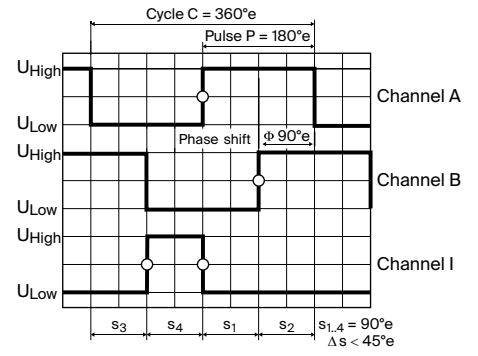 Cycle C = 360°e
Pulse P = 180°e
UHigh
Channel A
ULow
Phase shift Φ 90°e
UHigh
Channel B
ULow
UHigh
Channel I
ULow
s3 s4 s1 s2 s1..4 = 90°e
Δs < 45°e